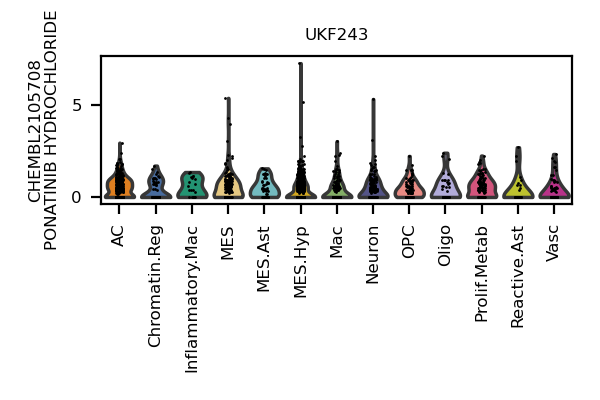 UKF243
CHEMBL2105708
PONATINIB HYDROCHLORIDE
5
0
AC
Chromatin.Reg
Inflammatory.Mac
MES
MES.Ast
MES.Hyp
Mac
Neuron
OPC
Oligo
Prolif.Metab
Reactive.Ast
Vasc